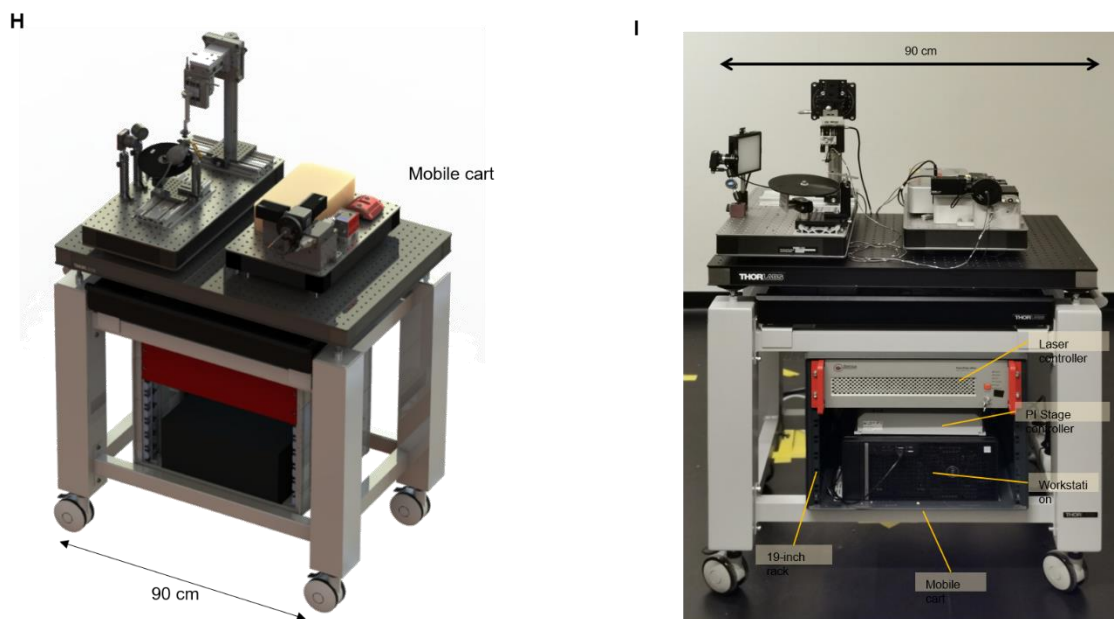 H
Mobile cart
90 cm
I
90 cm
THORLABS
THORLABS
Laser
controller
PI Stage
controller
Workstati
on
THOR
19-inch
rack
Mobile
cart